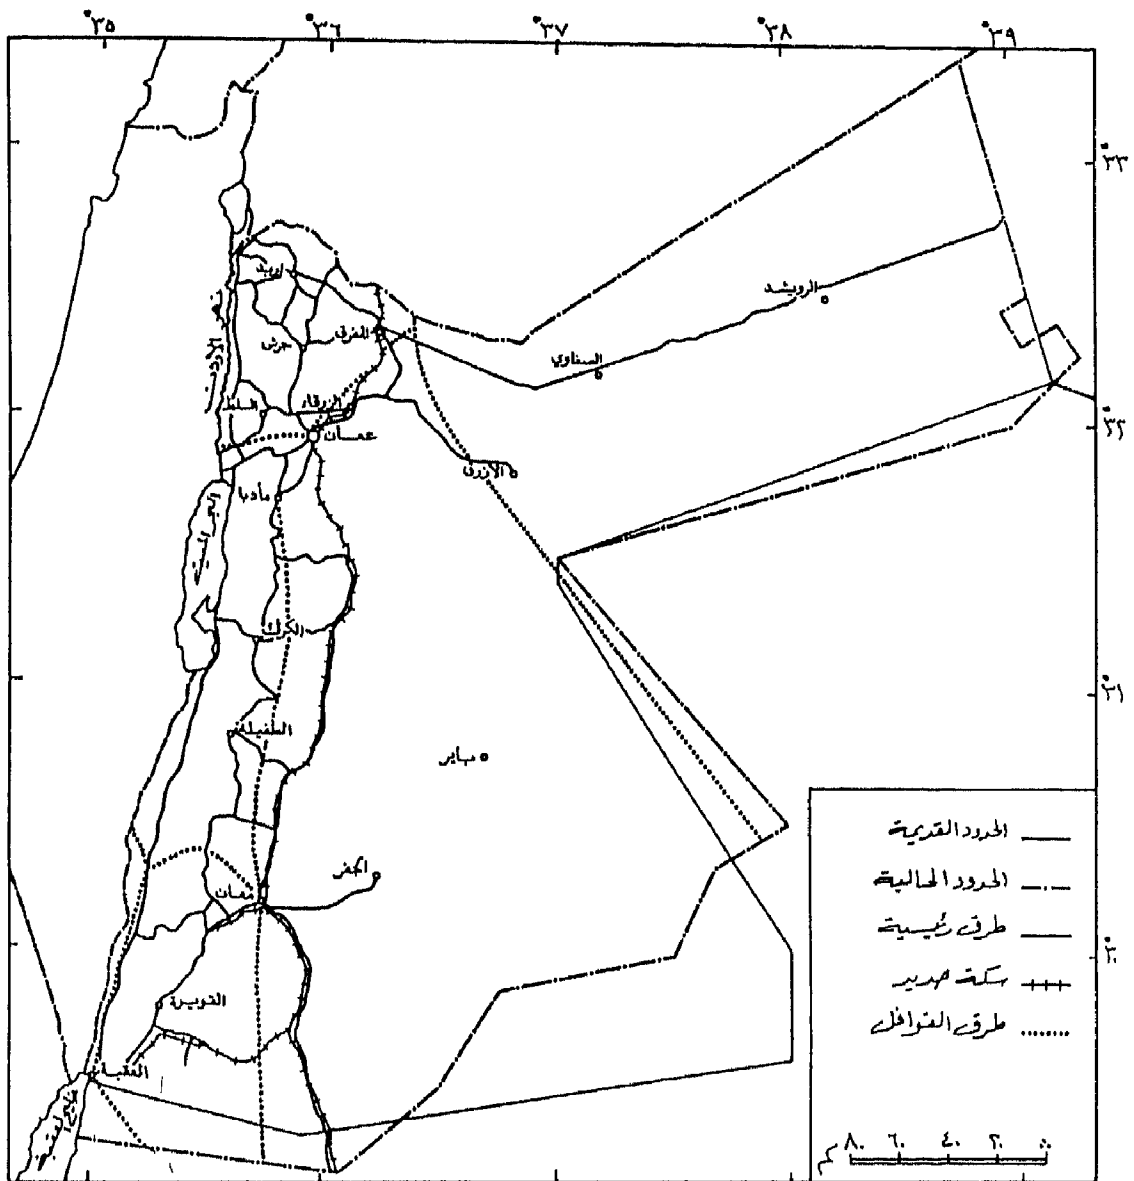 ٣٥° ٣٦° ٣٧° ٣٨° ٣٩°
٣٣°
اربد
الرويشد
نهر الأردن
جرش
المفرق
الصفاوي
السلط
الزرقاء
٣٢°
عمان
الأزرق
مأدبا
البحر الميت
الكرك
٣١°
الطفيلة
باير
الجفر
معان
٣٠°
القويرة
العقبة
خليج العقبة
الحدود القديمة
الحدود الحالية
طرق رئيسية
سكة حديد
طرق القوافل
٨٠ ٦٠ ٤٠ ٢٠ ٠
كم